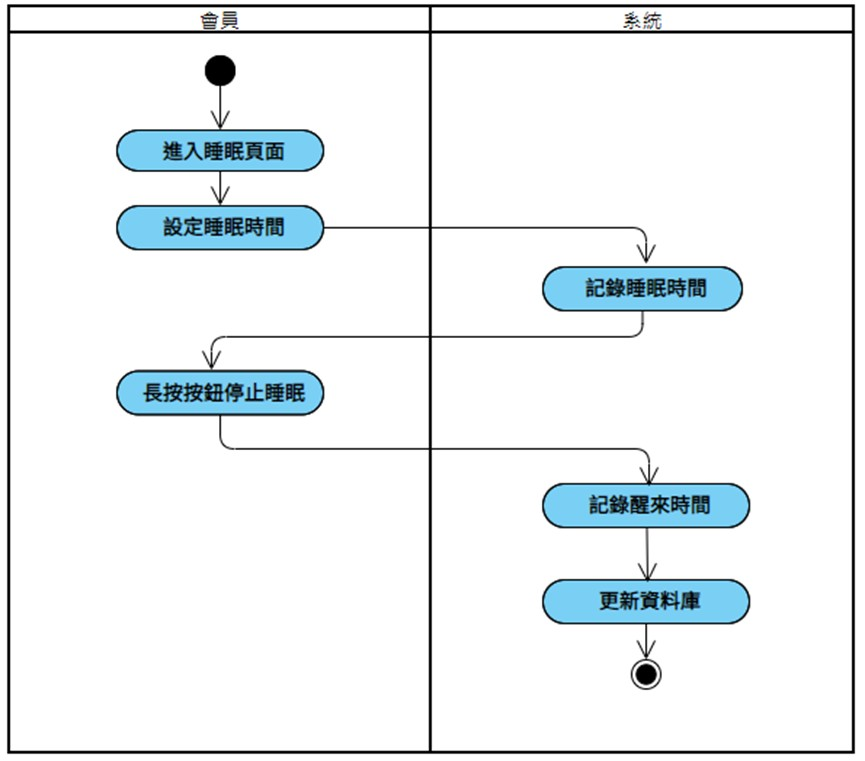 會員
系統
進入睡眠頁面
設定睡眠時間
記錄睡眠時間
長按按鈕停止睡眠
記錄醒來時間
更新資料庫